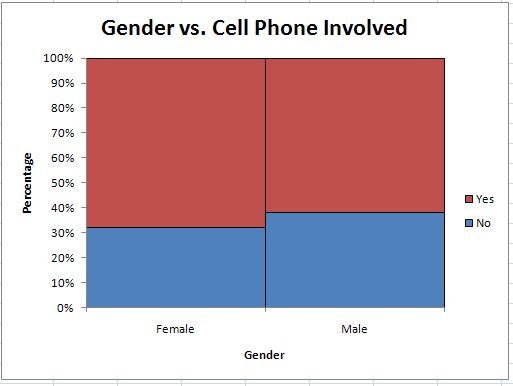 Gender vs. Cell Phone Involved
100%
90%
80%
70%
60%
50%
40%
30%
20%
10%
0%
Percentage
Yes
No
Female Male
Gender